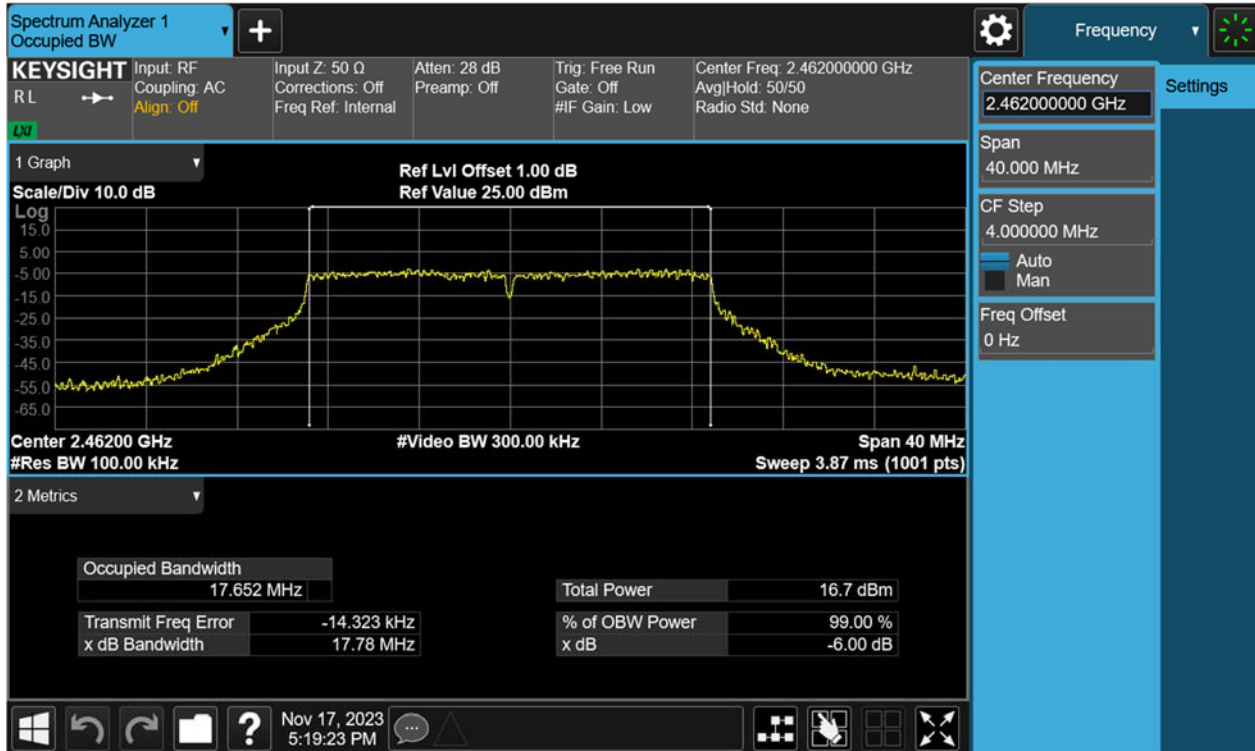 Spectrum Analyzer 1
Occupied BW
+
Frequency
KEYSIGHT
RL
LXI
Input: RF
Coupling: AC
Align: Off
Input Z: 50 Ω
Corrections: Off
Freq Ref: Internal
Atten: 28 dB
Preamp: Off
Trig: Free Run
Gate: Off
#IF Gain: Low
Center Freq: 2.462000000 GHz
Avg|Hold: 50/50
Radio Std: None
Center Frequency
2.462000000 GHz
Settings
Span
40.000 MHz
CF Step
4.000000 MHz
Auto
Man
Freq Offset
0 Hz
1 Graph
Scale/Div 10.0 dB
Ref Lvl Offset 1.00 dB
Ref Value 25.00 dBm
Log
15.0
5.00
-5.00
-15.0
-25.0
-35.0
-45.0
-55.0
-65.0
Center 2.46200 GHz
#Video BW 300.00 kHz
Span 40 MHz
#Res BW 100.00 kHz
Sweep 3.87 ms (1001 pts)
2 Metrics
Occupied Bandwidth
17.652 MHz
Total Power 16.7 dBm
Transmit Freq Error -14.323 kHz
% of OBW Power 99.00 %
x dB Bandwidth 17.78 MHz
x dB -6.00 dB
?
Nov 17, 2023
5:19:23 PM